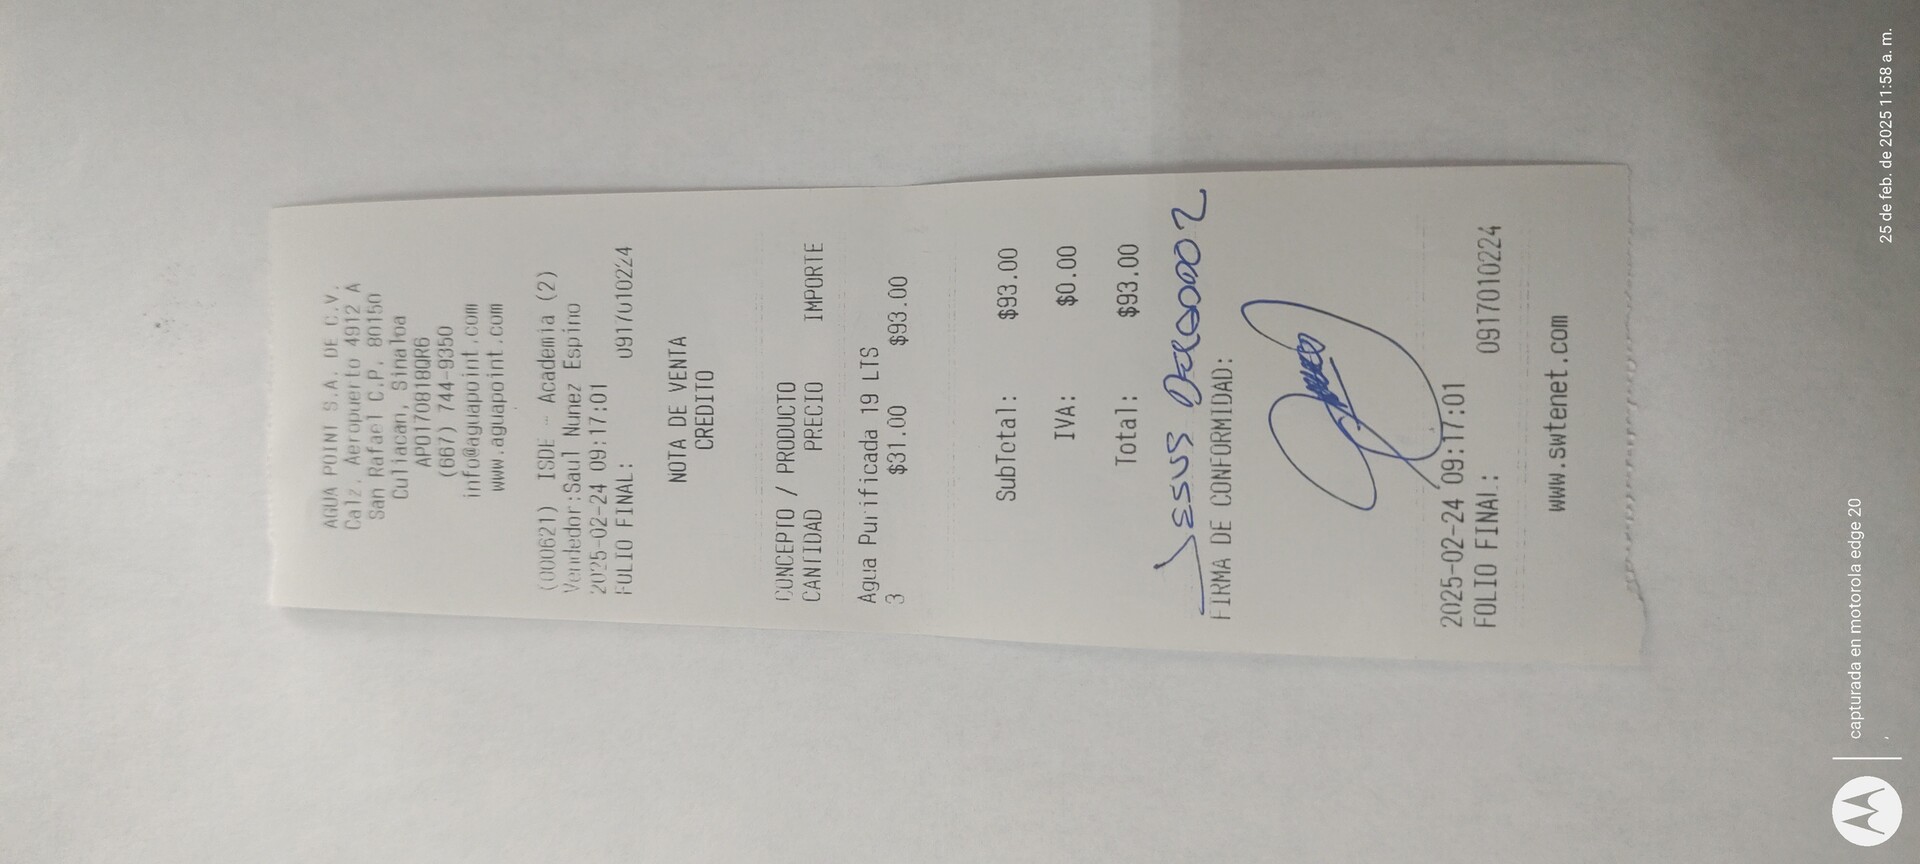 AGUA POINT S.A. DE C.V.
Calz. Aeropuerto 4912 A
San Rafael C.P. 80150
Culiacan, Sinaloa
APO170818QR6
(667) 744-9350
info@aguapoint.com
www.aguapoint.com
(000621) ISDE - Academia (2)
Vendedor:Saul Nunez Espino
2025-02-24 09:17:01
FOLIO FINAL: 0917010224
NOTA DE VENTA
CREDITO
CONCEPTO / PRODUCTO
CANTIDAD PRECIO IMPORTE
Agua Purificada 19 LTS
3 $31.00 $93.00
SubTotal: $93.00
IVA: $0.00
Total: $93.00
JESUS
FIRMA DE CONFORMIDAD:
2025-02-24 09:17:01
FOLIO FINAL: 0917010224
www.swtenet.com
capturada en motorola edge 20
25 de feb. de 2025 11:58 a. m.